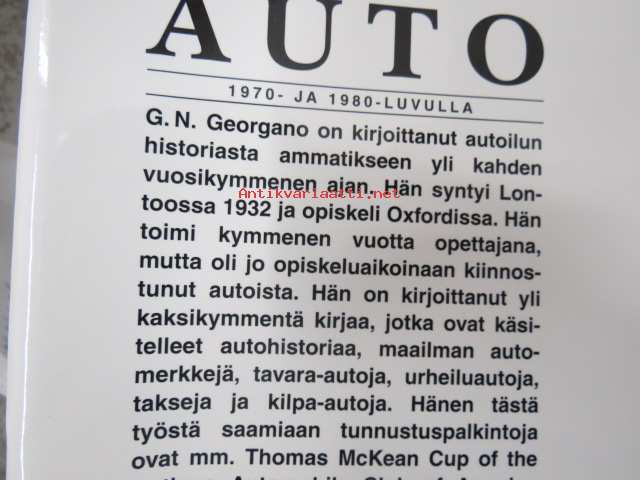 AUTO
1970- JA 1980-LUVULLA
G. N. Georgano on kirjoittanut autoilun
historiasta ammatikseen yli kahden
vuosikymmenen ajan. Hän syntyi Lon-
Antikvariaatti.net
toossa 1932 ja opiskeli Oxfordissa. Hän
toimi kymmenen vuotta opettajana,
mutta oli jo opiskeluaikoinaan kiinnos-
tunut autoista. Hän on kirjoittanut yli
kaksikymmentä kirjaa, jotka ovat käsi-
telleet autohistoriaa, maailman auto-
merkkejä, tavara-autoja, urheiluautoja,
takseja ja kilpa-autoja. Hänen tästä
työstä saamiaan tunnustuspalkintoja
ovat mm. Thomas McKean Cup of the